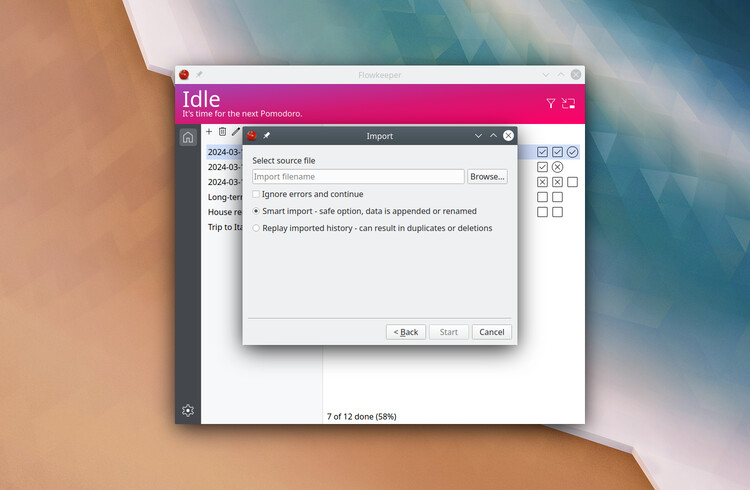 Flowkeeper
Idle
It's time for the next Pomodoro.
Import
2024-03-
2024-03-
2024-03-
Long-ter
House re
Trip to Ita
Select source file
Import filename
Browse...
Ignore errors and continue
Smart import - safe option, data is appended or renamed
Replay imported history - can result in duplicates or deletions
< Back
Start
Cancel
7 of 12 done (58%)